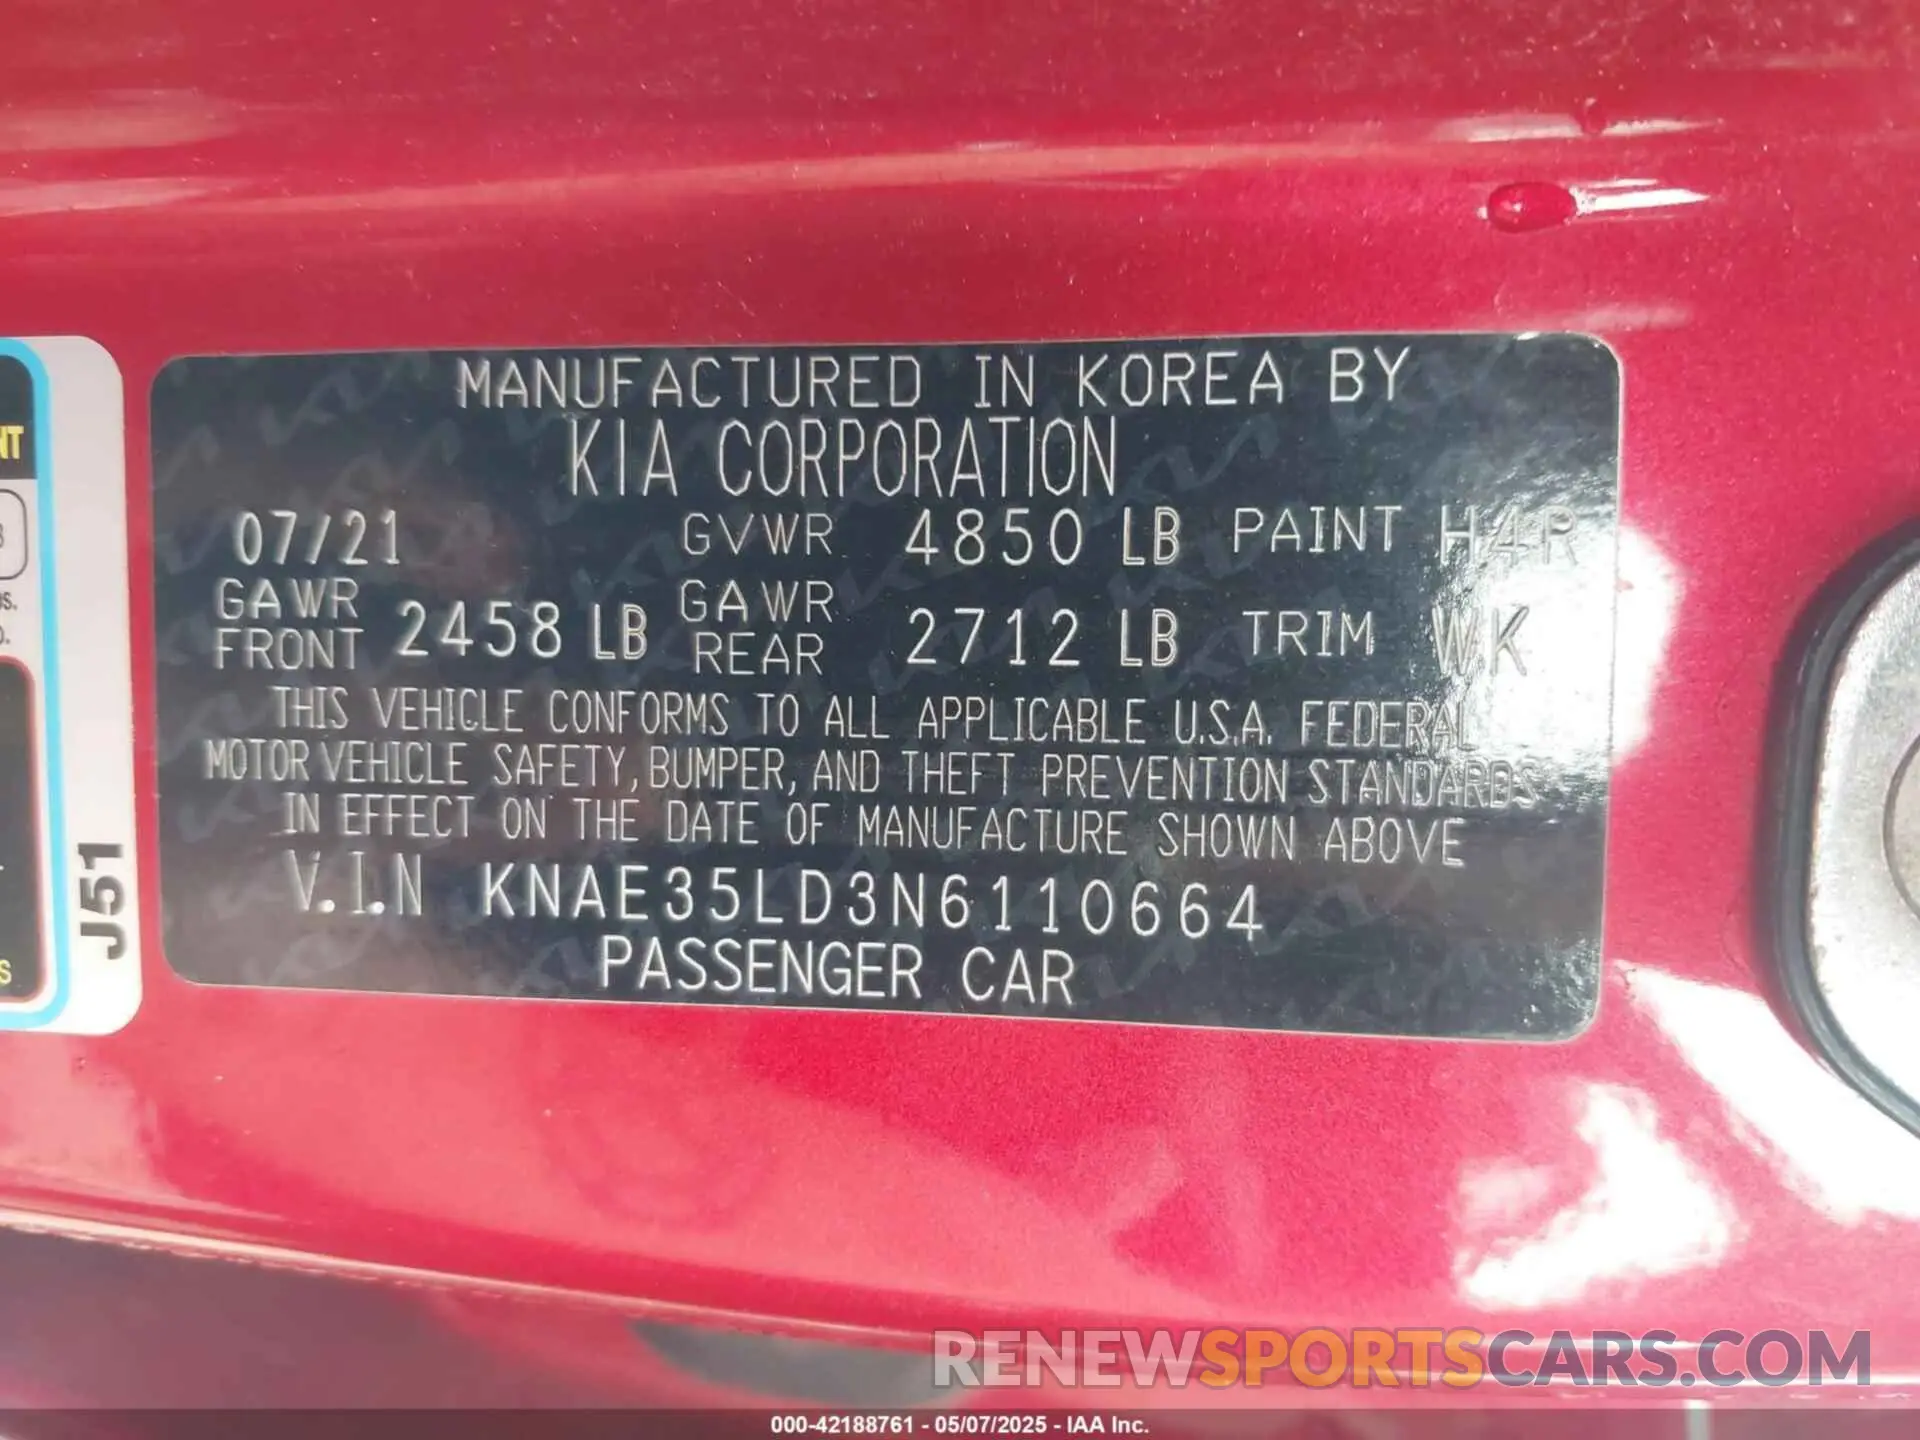 MANUFACTURED IN KOREA BY
KIA CORPORATION
07/21 GVWR 4850 LB PAINT H4R
GAWR FRONT 2458 LB GAWR REAR 2712 LB TRIM WK
THIS VEHICLE CONFORMS TO ALL APPLICABLE U.S.A. FEDERAL
MOTOR VEHICLE SAFETY, BUMPER, AND THEFT PREVENTION STANDARDS
IN EFFECT ON THE DATE OF MANUFACTURE SHOWN ABOVE
V.I.N KNAE35LD3N6110664
PASSENGER CAR
J51
RENEWSPORTSCARS.COM
000-42188761 - 05/07/2025 - IAA Inc.